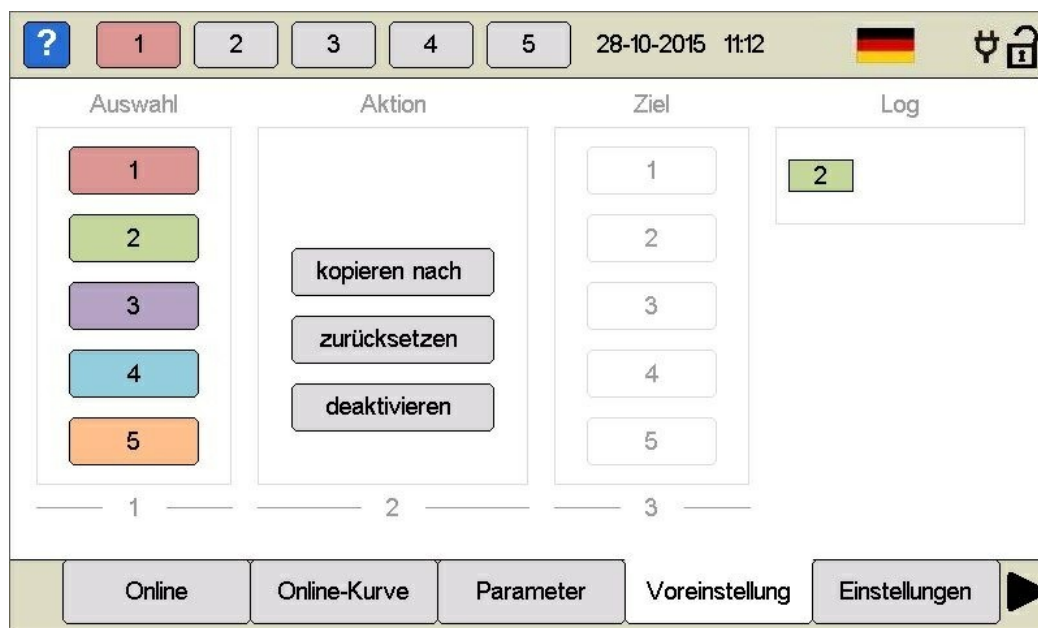 ? 1 2 3 4 5 28-10-2015 11:12
Auswahl Aktion Ziel Log
1
2
3
4
5
kopieren nach
zurücksetzen
deaktivieren
1
2
3
4
5
2
1 2 3
Online Online-Kurve Parameter Voreinstellung Einstellungen